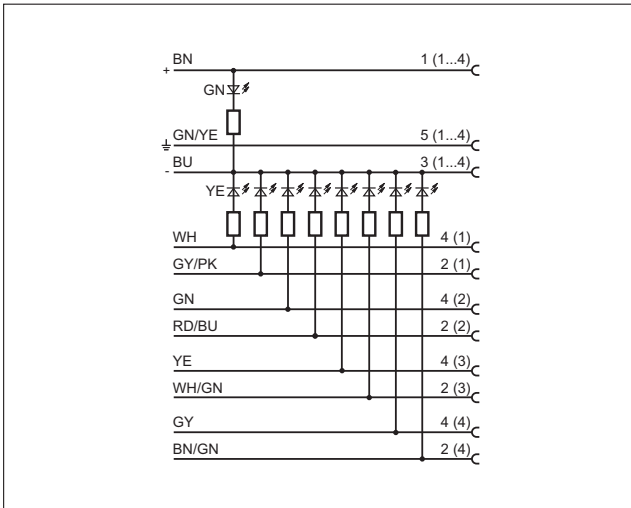 BN 1 (1...4)
+
GN
GN/YE 5 (1...4)
BU 3 (1...4)
-
YE
WH 4 (1)
GY/PK 2 (1)
GN 4 (2)
RD/BU 2 (2)
YE 4 (3)
WH/GN 2 (3)
GY 4 (4)
BN/GN 2 (4)